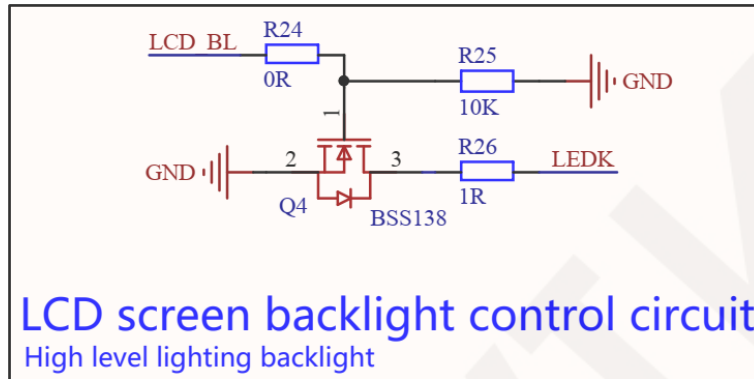 LCD_BL
R24
0R
R25
10K
GND
1
GND
2
3
Q4
BSS138
R26
1R
LEDK
LCD screen backlight control circuit
High level lighting backlight